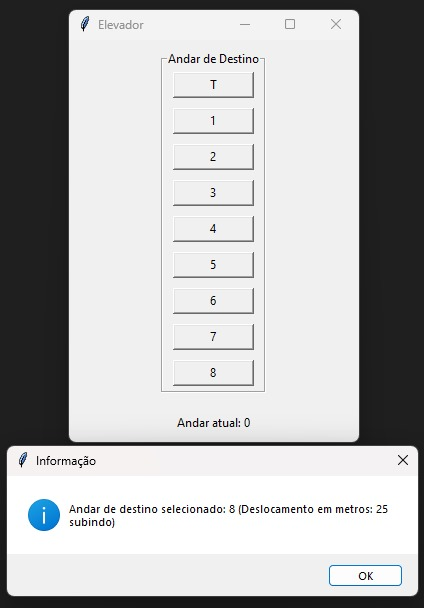 Elevador
Andar de Destino
T
1
2
3
4
5
6
7
8
Andar atual: 0
Informação
Andar de destino selecionado: 8 (Deslocamento em metros: 25
subindo)
OK